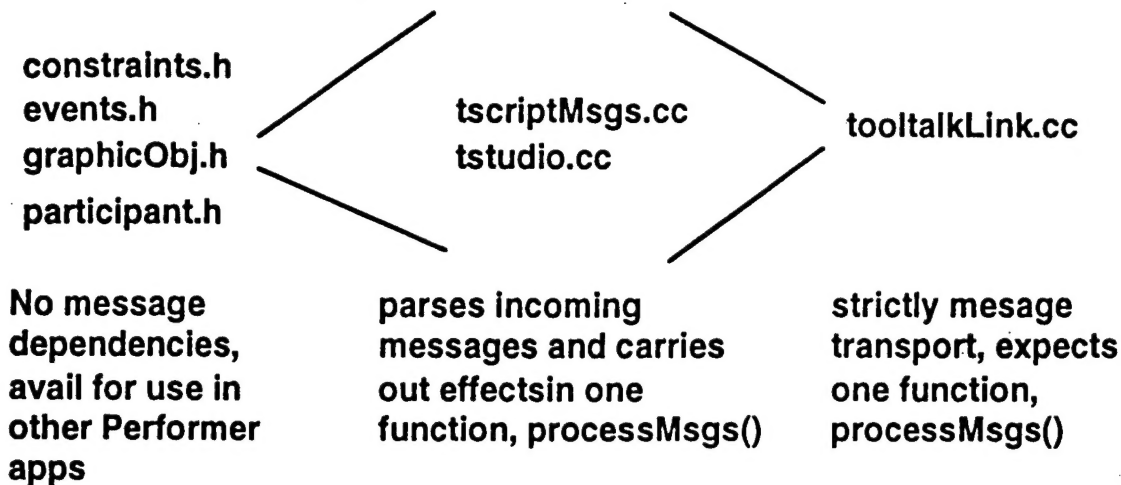 constraints.h
events.h
graphicObj.h
participant.h
tscriptMsgs.cc
tstudio.cc
tooltalkLink.cc
No message
dependencies,
avail for use in
other Performer
apps
parses incoming
messages and carries
out effectsin one
function, processMsgs()
strictly mesage
transport, expects
one function,
processMsgs()